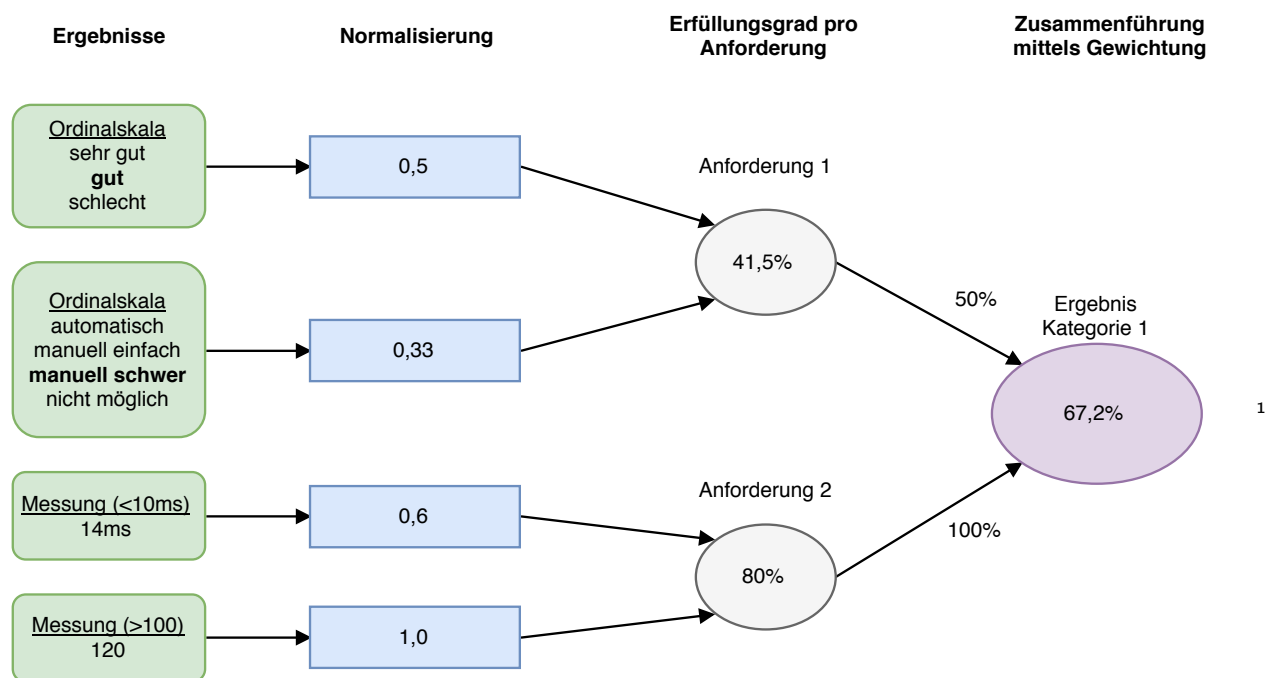 Ergebnisse
Normalisierung
Erfüllungsgrad pro
Anforderung
Zusammenführung
mittels Gewichtung
Ordinalskala
sehr gut
gut
schlecht
0,5
Anforderung 1
41,5%
Ordinalskala
automatisch
manuell einfach
manuell schwer
nicht möglich
0,33
50%
Ergebnis
Kategorie 1
67,2%
1
Messung (<10ms)
14ms
0,6
Anforderung 2
80%
100%
Messung (>100)
120
1,0